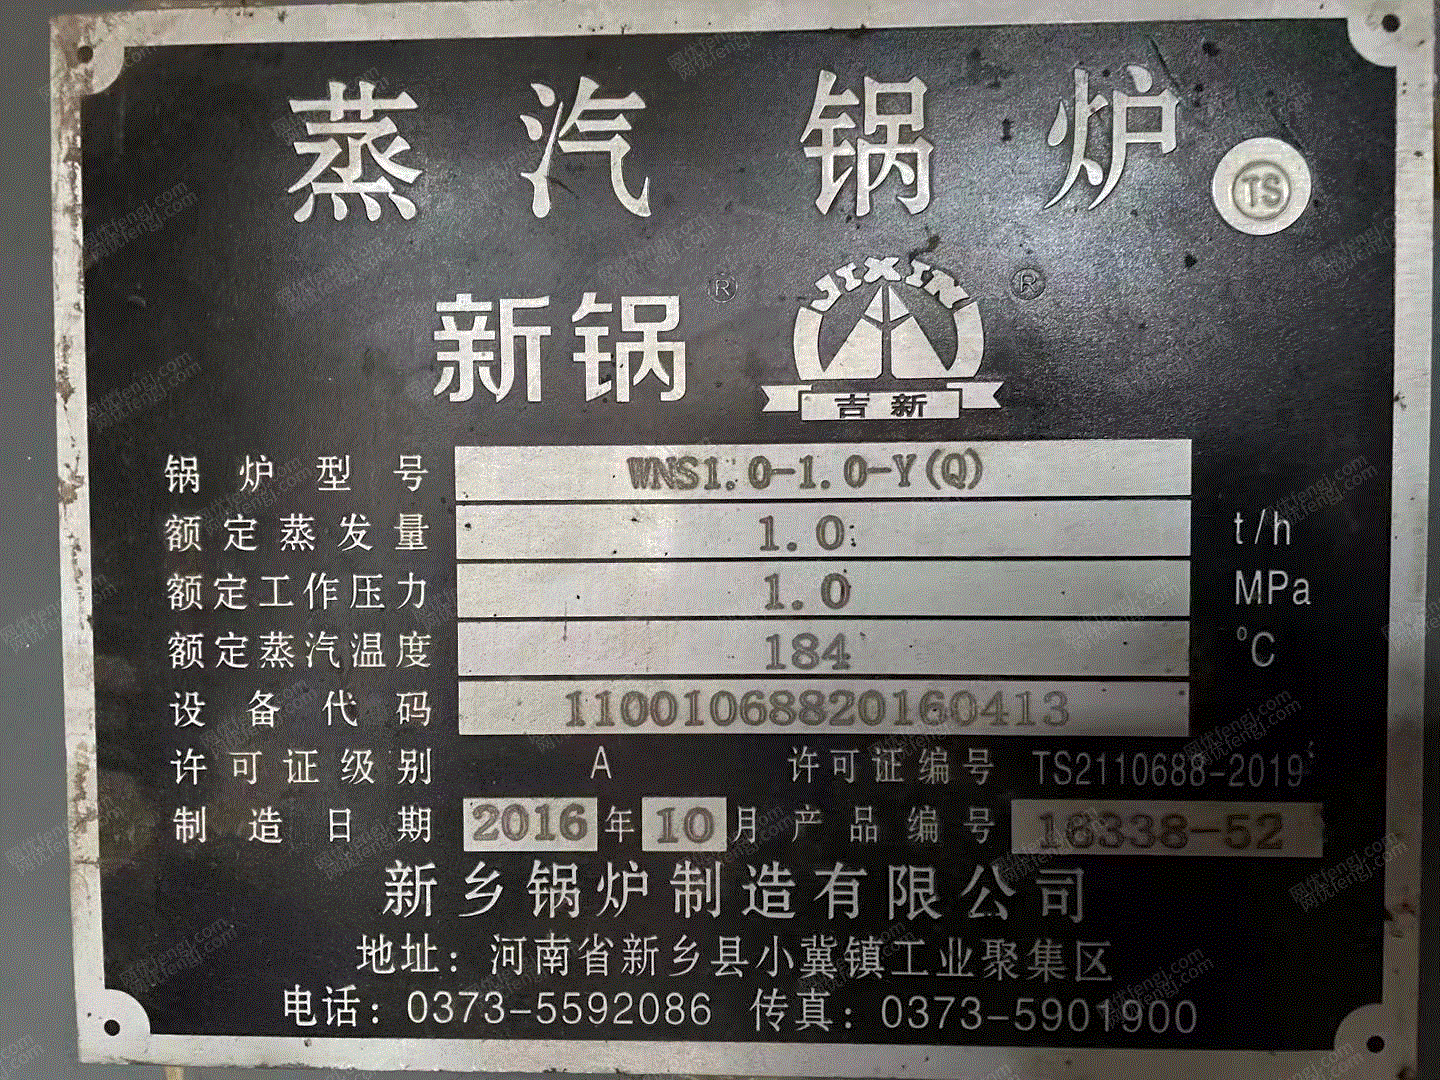 蒸汽锅炉 TS
新锅® JIXIN ®
吉新
锅炉型号 WNS1.0-1.0-Y(Q)
额定蒸发量 1.0 t/h
额定工作压力 1.0 MPa
额定蒸汽温度 184 ℃
设备代码 11001068820160413
许可证级别 A 许可证编号 TS2110688-2019
制造日期 2016年10月 产品编号 16338-52
新乡锅炉制造有限公司
地址：河南省新乡县小冀镇工业聚集区
电话：0373-5592086 传真：0373-5901900